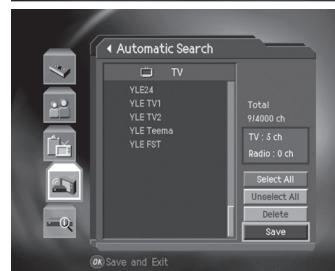 Automatic Search
TV
YLE24
YLE TV1
YLE TV2
YLE Teema
YLE FST
Total
9/4000 ch
TV : 5 ch
Radio : 0 ch
Select All
Unselect All
Delete
Save
OK Save and Exit